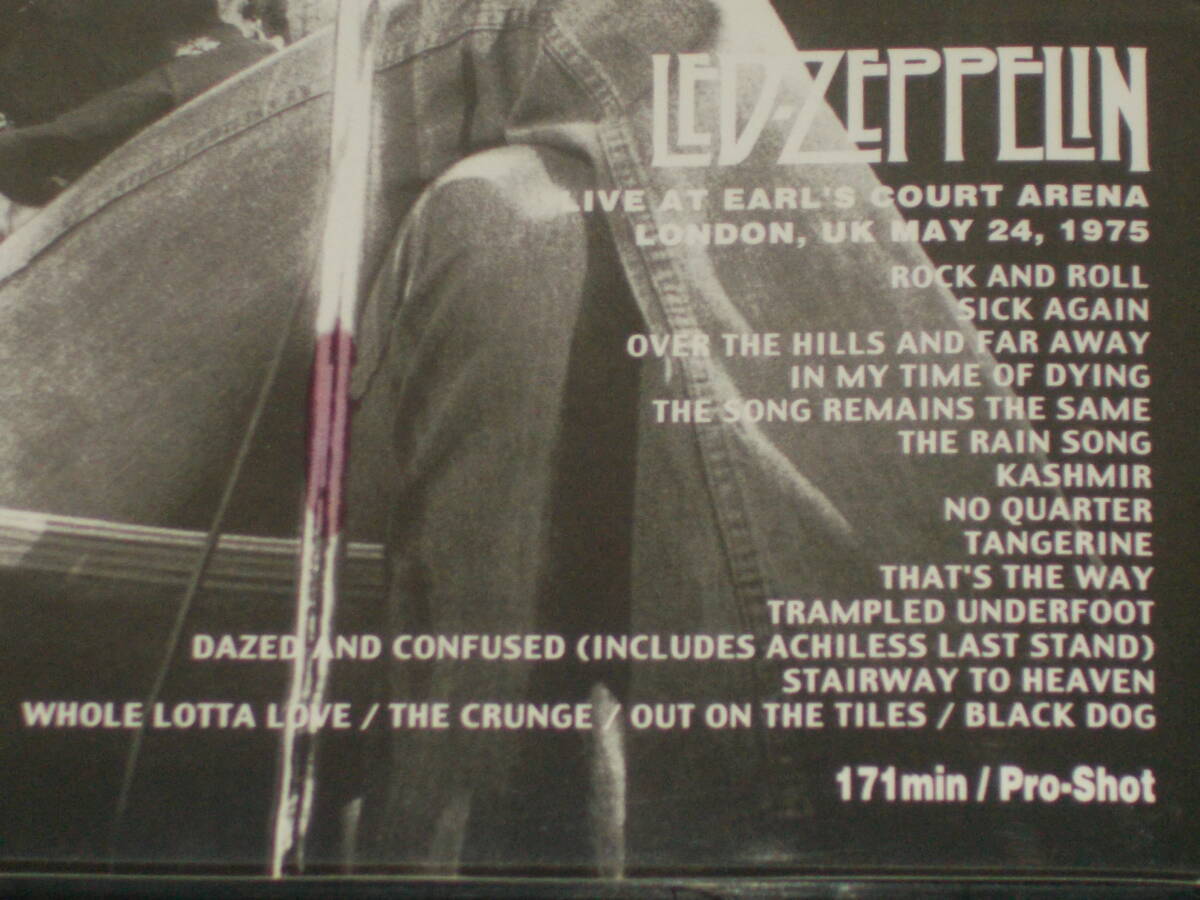 LED-ZEPPELIN
LIVE AT EARL'S COURT ARENA
LONDON, UK MAY 24, 1975
ROCK AND ROLL
SICK AGAIN
OVER THE HILLS AND FAR AWAY
IN MY TIME OF DYING
THE SONG REMAINS THE SAME
THE RAIN SONG
KASHMIR
NO QUARTER
TANGERINE
THAT'S THE WAY
TRAMPLED UNDERFOOT
DAZED AND CONFUSED (INCLUDES ACHILESS LAST STAND)
STAIRWAY TO HEAVEN
WHOLE LOTTA LOVE / THE CRUNGE / OUT ON THE TILES / BLACK DOG
171min / Pro-Shot